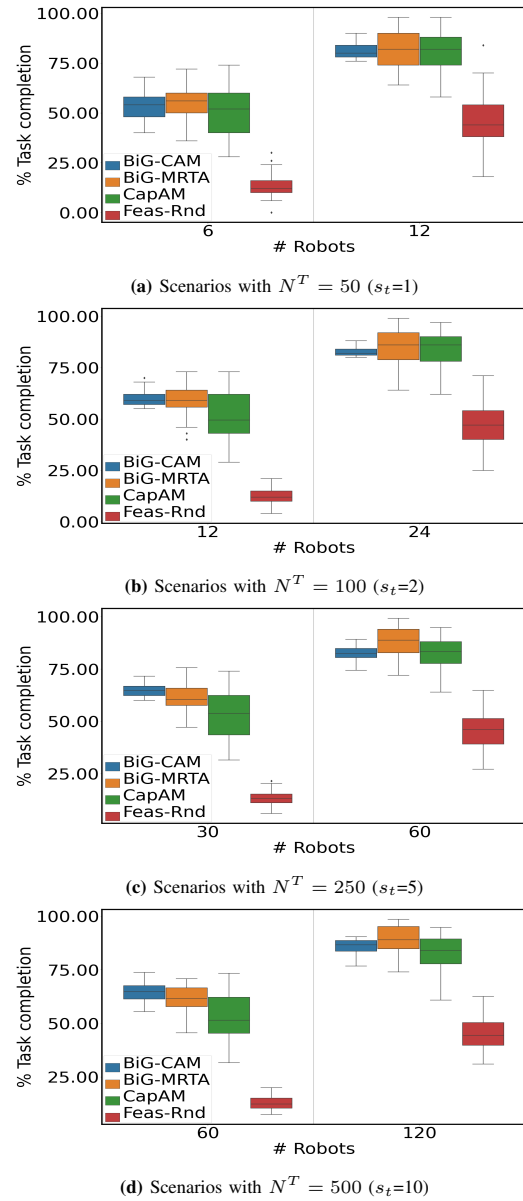 100.00
75.00
50.00
25.00
0.00
% Task completion
BiG-CAM
BiG-MRTA
CapAM
Feas-Rnd
6
12
# Robots
(a) Scenarios with N^T = 50 (s_t=1)
100.00
75.00
50.00
25.00
0.00
% Task completion
BiG-CAM
BiG-MRTA
CapAM
Feas-Rnd
12
24
# Robots
(b) Scenarios with N^T = 100 (s_t=2)
100.00
75.00
50.00
25.00
% Task completion
BiG-CAM
BiG-MRTA
CapAM
Feas-Rnd
30
60
# Robots
(c) Scenarios with N^T = 250 (s_t=5)
100.00
75.00
50.00
25.00
% Task completion
BiG-CAM
BiG-MRTA
CapAM
Feas-Rnd
60
120
# Robots
(d) Scenarios with N^T = 500 (s_t=10)